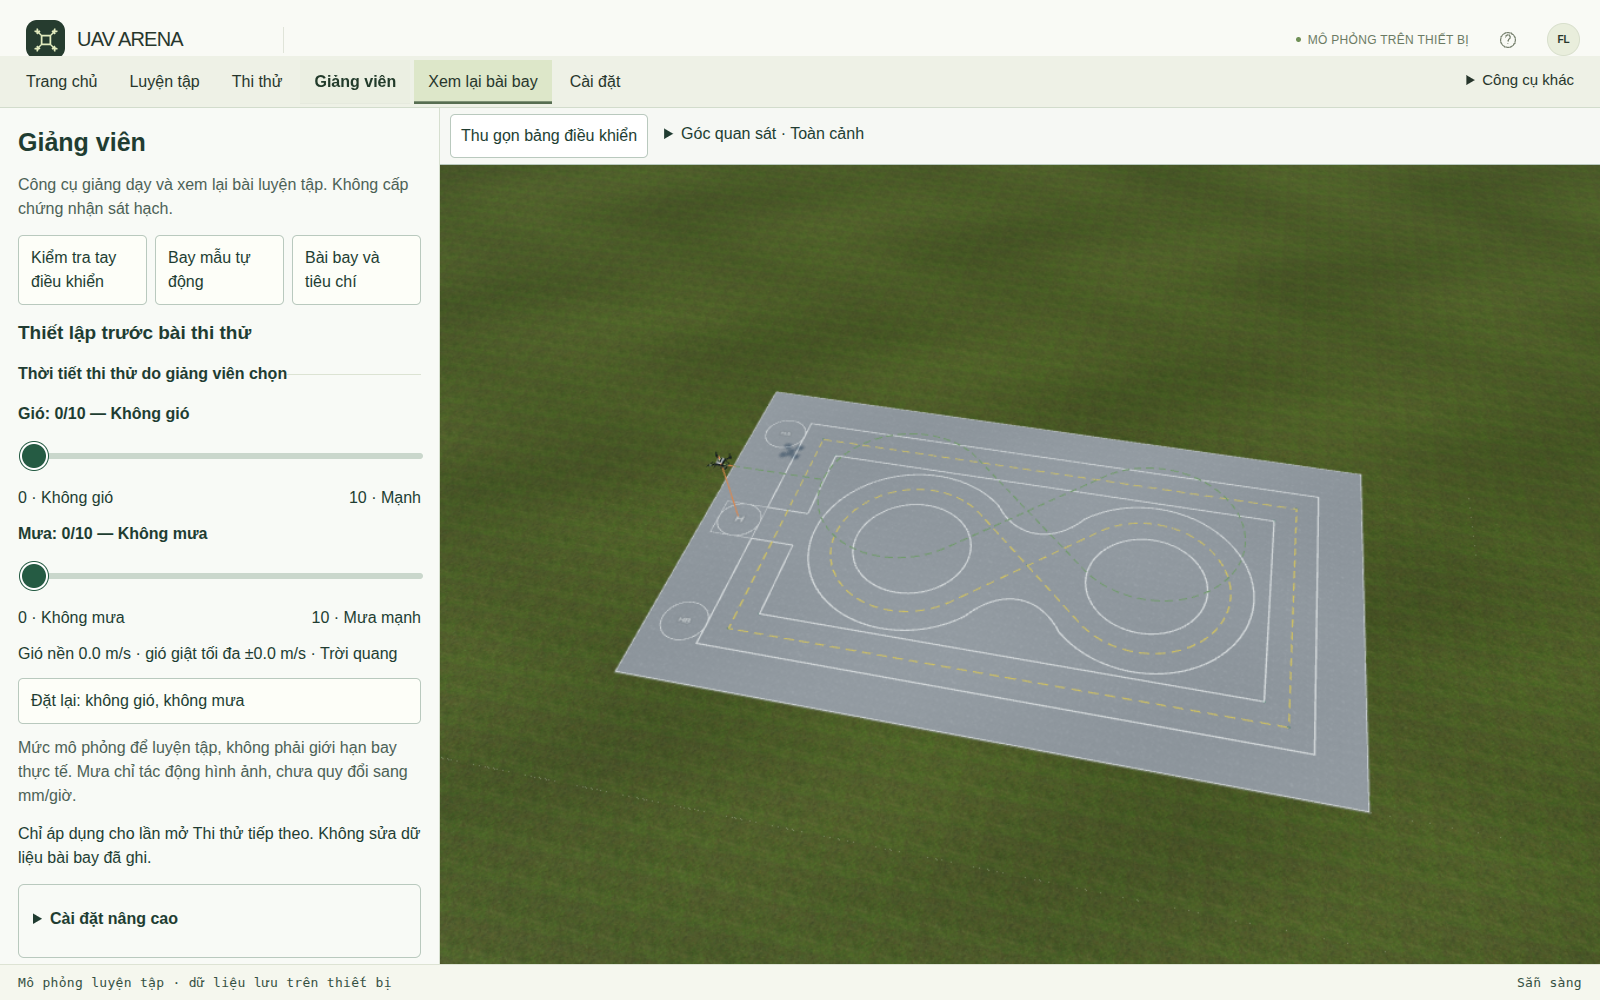 UAV ARENA
MÔ PHỎNG TRÊN THIẾT BỊ
FL
Trang chủ
Luyện tập
Thi thử
Giảng viên
Xem lại bài bay
Cài đặt
Công cụ khác
Giảng viên
Công cụ giảng dạy và xem lại bài luyện tập. Không cấp
chứng nhận sát hạch.
Kiểm tra tay
điều khiển
Bay mẫu tự
động
Bài bay và
tiêu chí
Thiết lập trước bài thi thử
Thời tiết thi thử do giảng viên chọn
Gió: 0/10 — Không gió
0 · Không gió
10 · Mạnh
Mưa: 0/10 — Không mưa
0 · Không mưa
10 · Mưa mạnh
Gió nền 0.0 m/s · gió giật tối đa ±0.0 m/s · Trời quang
Đặt lại: không gió, không mưa
Mức mô phỏng để luyện tập, không phải giới hạn bay
thực tế. Mưa chỉ tác động hình ảnh, chưa quy đổi sang
mm/giờ.
Chỉ áp dụng cho lần mở Thi thử tiếp theo. Không sửa dữ
liệu bài bay đã ghi.
Cài đặt nâng cao
Thu gọn bảng điều khiển
Góc quan sát · Toàn cảnh
H
Mô phỏng luyện tập · dữ liệu lưu trên thiết bị
Sẵn sàng